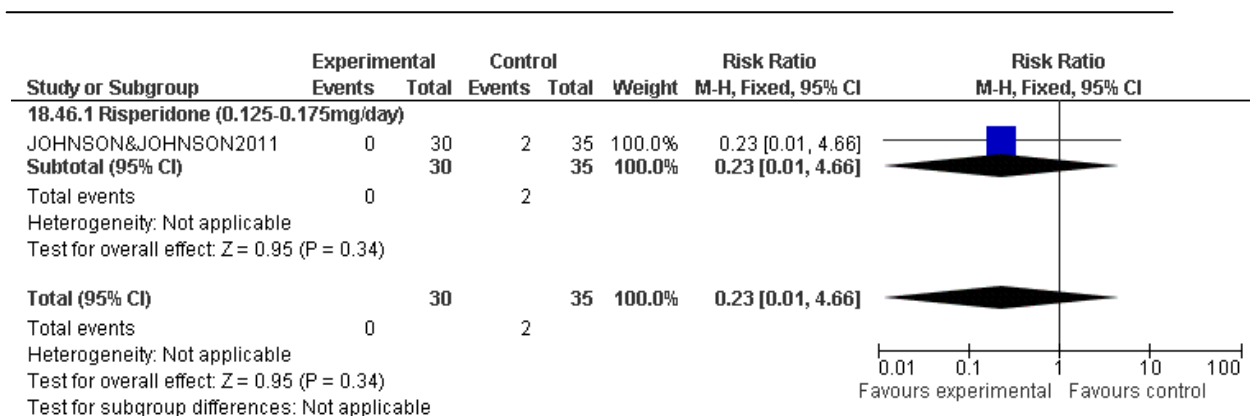 Experimental Control Risk Ratio Risk Ratio
Study or Subgroup Events Total Events Total Weight M-H, Fixed, 95% CI M-H, Fixed, 95% CI
18.46.1 Risperidone (0.125-0.175mg/day)
JOHNSON&JOHNSON2011 0 30 2 35 100.0% 0.23 [0.01, 4.66]
Subtotal (95% CI) 30 35 100.0% 0.23 [0.01, 4.66]
Total events 0 2
Heterogeneity: Not applicable
Test for overall effect: Z = 0.95 (P = 0.34)
Total (95% CI) 30 35 100.0% 0.23 [0.01, 4.66]
Total events 0 2
Heterogeneity: Not applicable
Test for overall effect: Z = 0.95 (P = 0.34)
Test for subgroup differences: Not applicable
0.01 0.1 1 10 100
Favours experimental Favours control